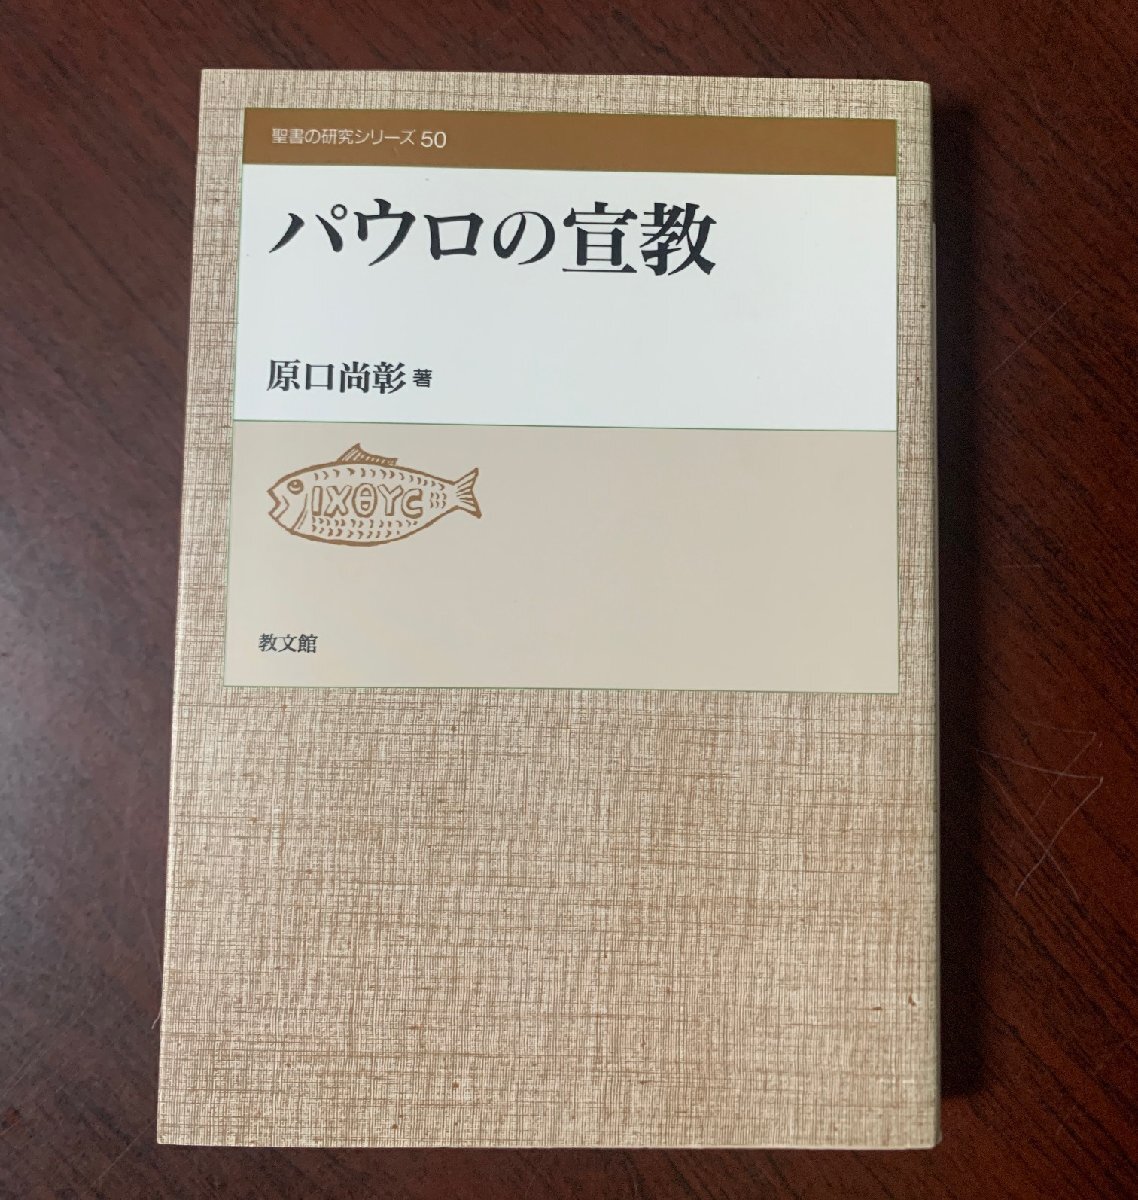 聖書の研究シリーズ 50
パウロの宣教
原口尚彰 著
ΙΧΘΥC
教文館